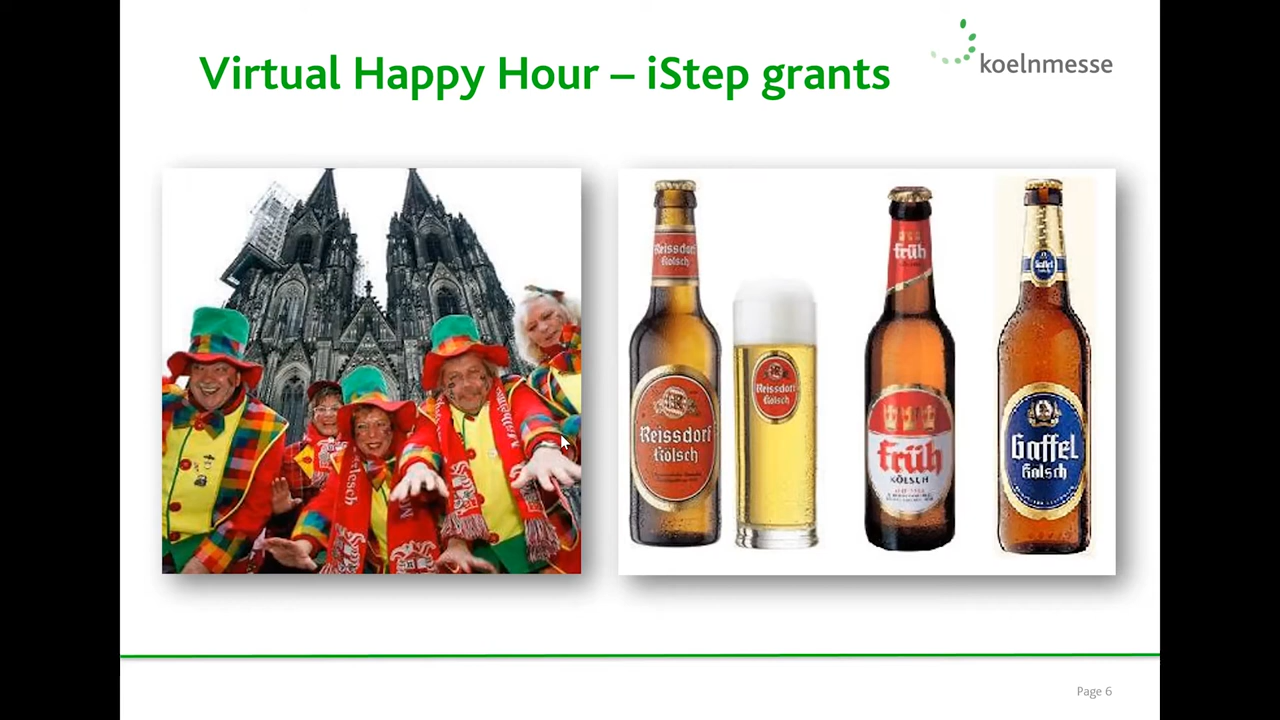 Virtual Happy Hour – iStep grants
koelnmesse
Reissdorf
Kölsch
Reissdorf
Kölsch
Reissdorf
Kölsch
früh
früh
KÖLSCH
Gaffel
Gaffel
Kölsch
Page 6